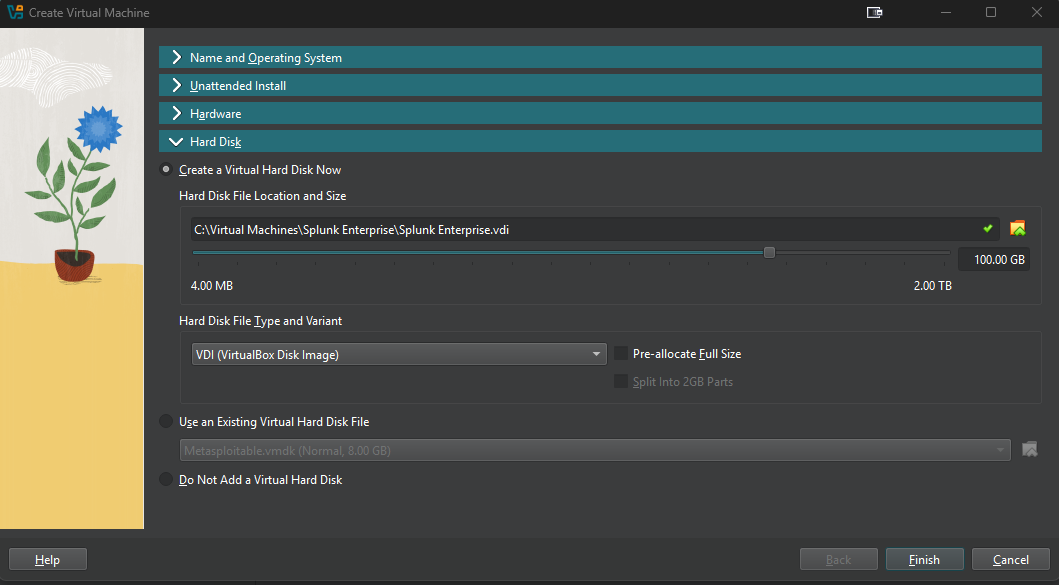 Create Virtual Machine
Name and Operating System
Unattended Install
Hardware
Hard Disk
Create a Virtual Hard Disk Now
Hard Disk File Location and Size
C:\Virtual Machines\Splunk Enterprise\Splunk Enterprise.vdi
100.00 GB
4.00 MB 2.00 TB
Hard Disk File Type and Variant
VDI (VirtualBox Disk Image) Pre-allocate Full Size
Split Into 2GB Parts
Use an Existing Virtual Hard Disk File
Metasploitable.vmdk (Normal, 8.00 GB)
Do Not Add a Virtual Hard Disk
Help Back Finish Cancel